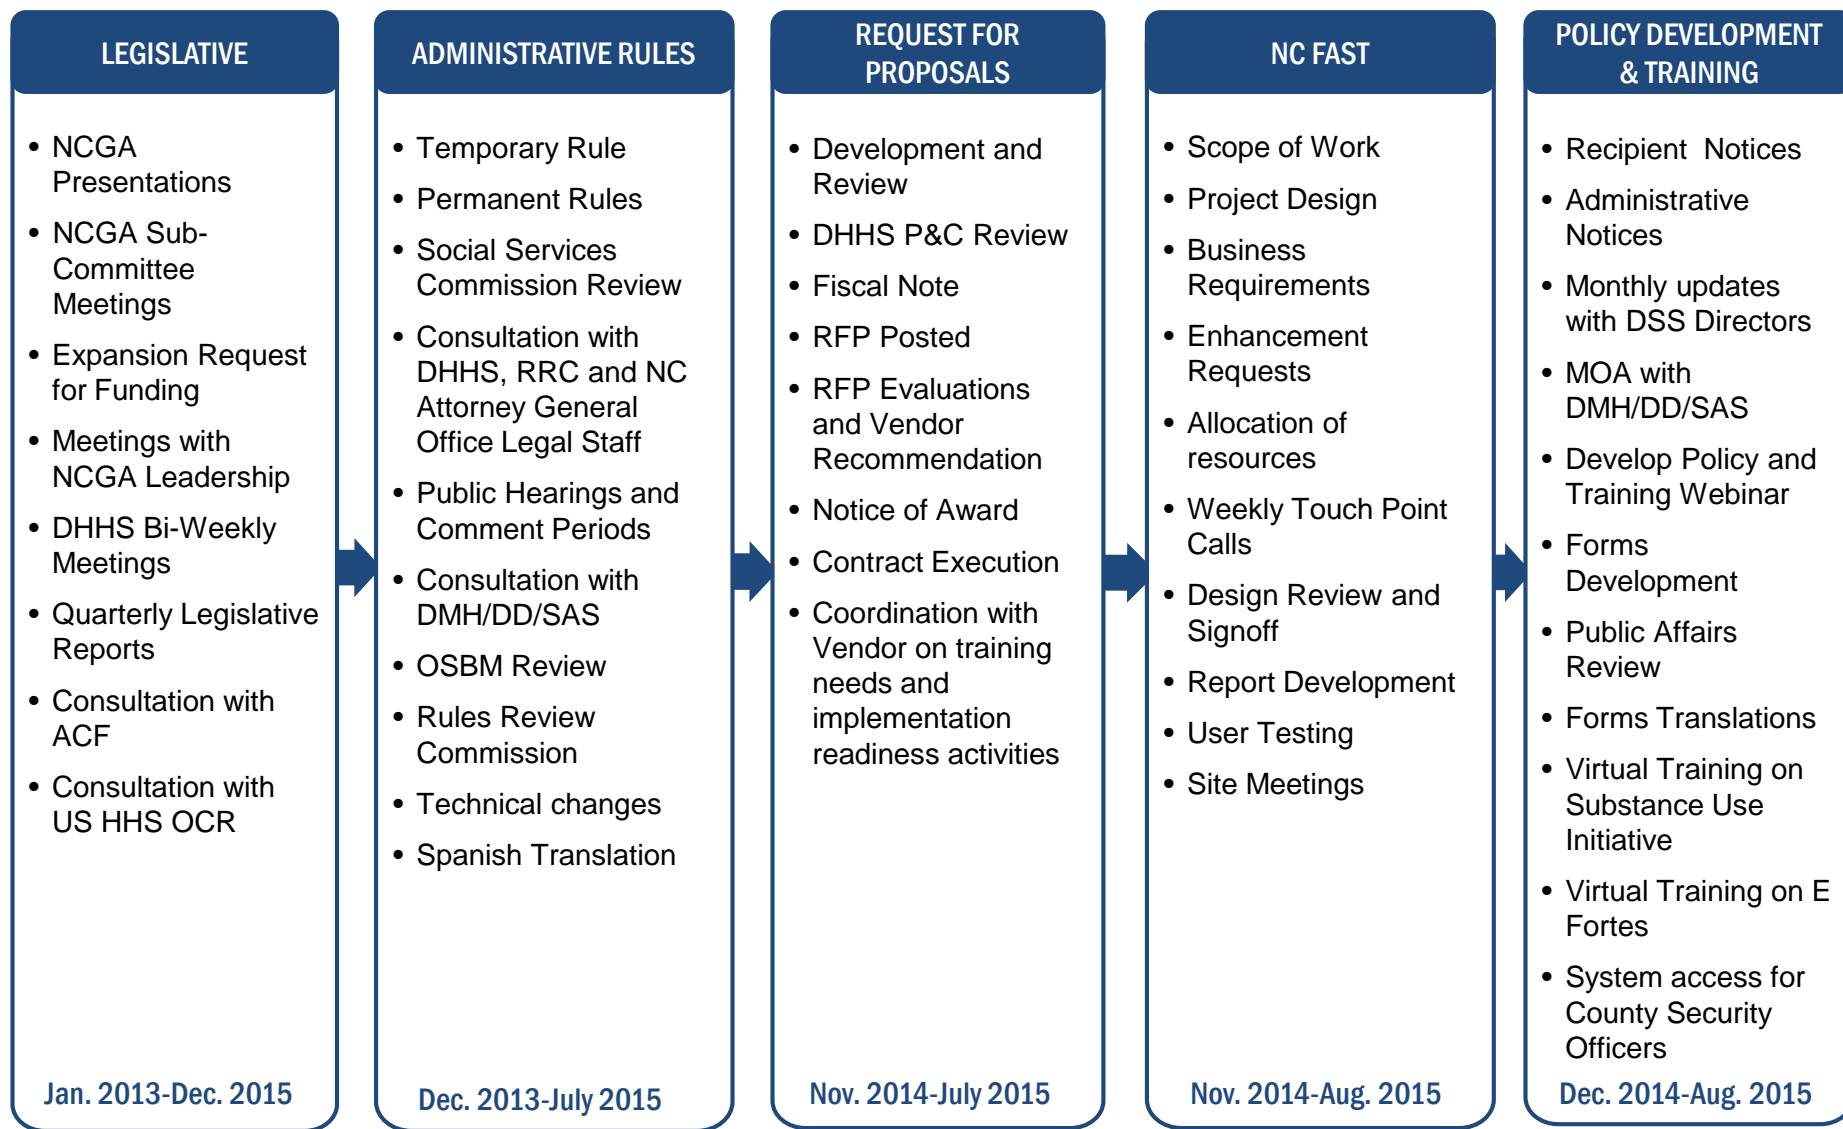 LEGISLATIVE
• NCGA
Presentations
• NCGA Sub-
Committee
Meetings
• Expansion Request
for Funding
• Meetings with
NCGA Leadership
• DHHS Bi-Weekly
Meetings
• Quarterly Legislative
Reports
• Consultation with
ACF
• Consultation with
US HHS OCR
Jan. 2013-Dec. 2015
ADMINISTRATIVE RULES
• Temporary Rule
• Permanent Rules
• Social Services
Commission Review
• Consultation with
DHHS, RRC and NC
Attorney General
Office Legal Staff
• Public Hearings and
Comment Periods
• Consultation with
DMH/DD/SAS
• OSBM Review
• Rules Review
Commission
• Technical changes
• Spanish Translation
Dec. 2013-July 2015
REQUEST FOR
PROPOSALS
• Development and
Review
• DHHS P&C Review
• Fiscal Note
• RFP Posted
• RFP Evaluations
and Vendor
Recommendation
• Notice of Award
• Contract Execution
• Coordination with
Vendor on training
needs and
implementation
readiness activities
Nov. 2014-July 2015
NC FAST
• Scope of Work
• Project Design
• Business
Requirements
• Enhancement
Requests
• Allocation of
resources
• Weekly Touch Point
Calls
• Design Review and
Signoff
• Report Development
• User Testing
• Site Meetings
Nov. 2014-Aug. 2015
POLICY DEVELOPMENT
& TRAINING
• Recipient Notices
• Administrative
Notices
• Monthly updates
with DSS Directors
• MOA with
DMH/DD/SAS
• Develop Policy and
Training Webinar
• Forms
Development
• Public Affairs
Review
• Forms Translations
• Virtual Training on
Substance Use
Initiative
• Virtual Training on E
Fortes
• System access for
County Security
Officers
Dec. 2014-Aug. 2015